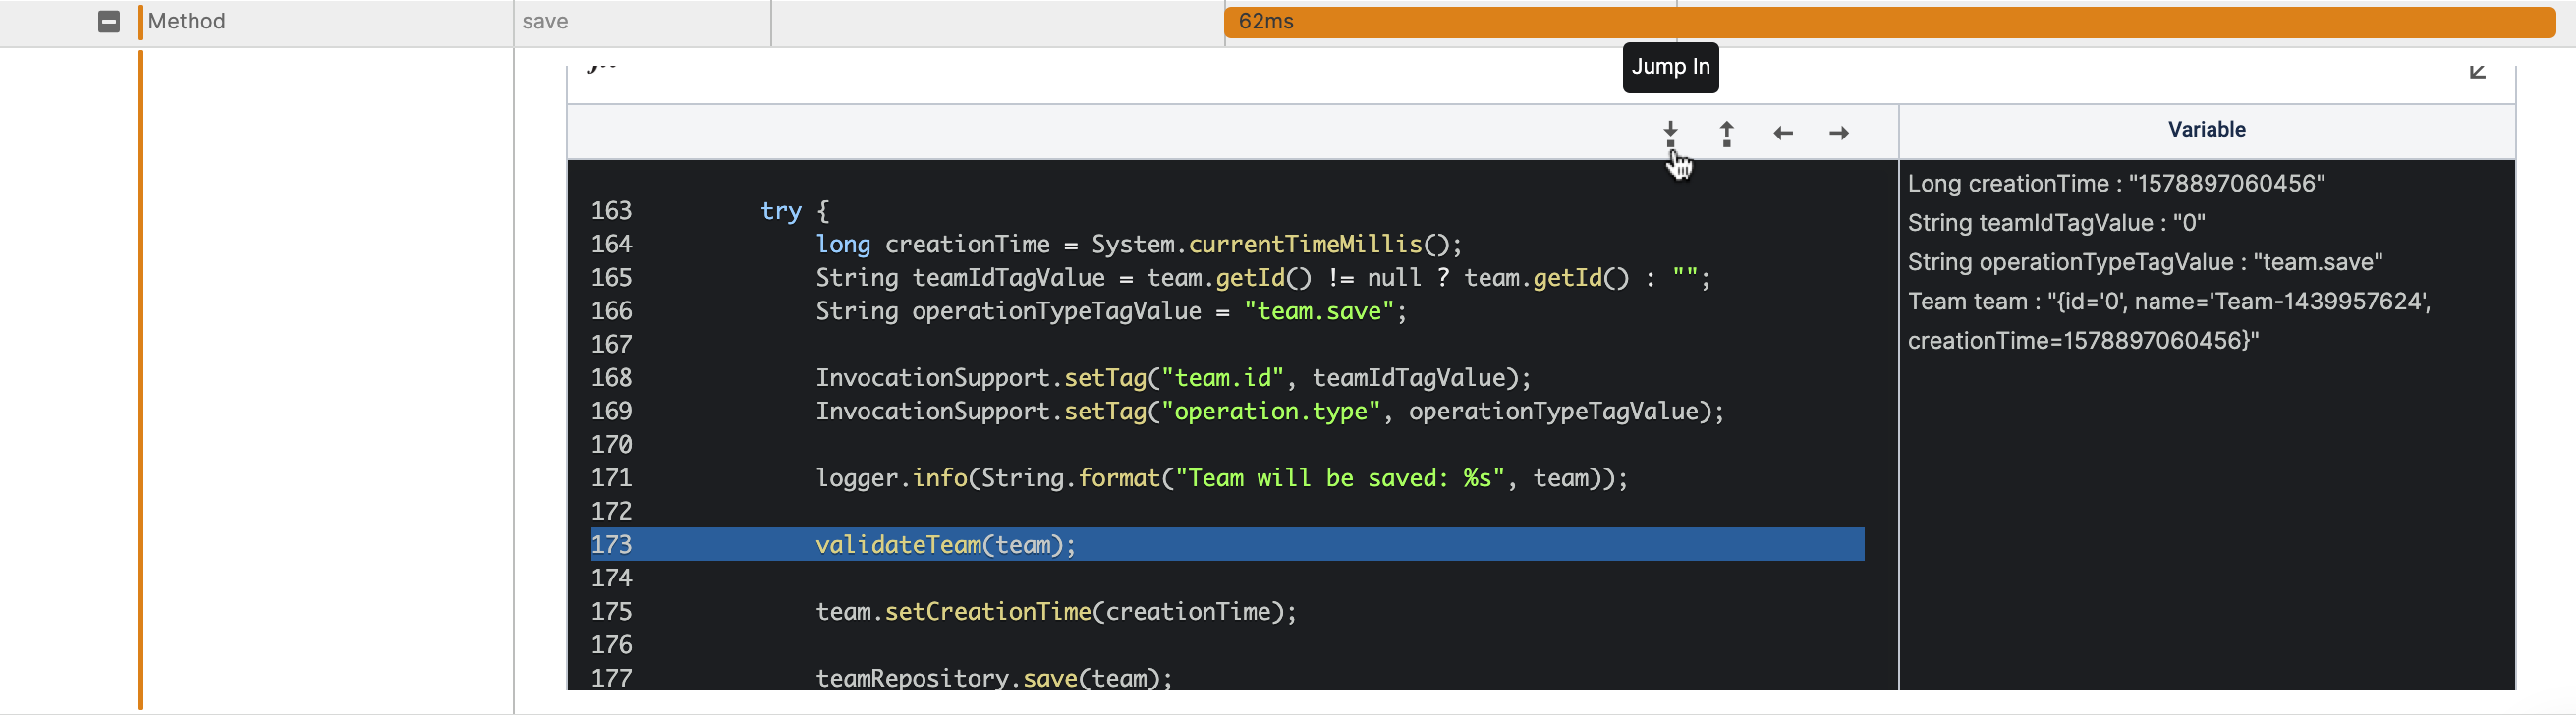 Method save 62ms
Jump In
Variable
163 try {
164 long creationTime = System.currentTimeMillis();
165 String teamIdTagValue = team.getId() != null ? team.getId() : "";
166 String operationTypeTagValue = "team.save";
167
168 InvocationSupport.setTag("team.id", teamIdTagValue);
169 InvocationSupport.setTag("operation.type", operationTypeTagValue);
170
171 logger.info(String.format("Team will be saved: %s", team));
172
173 validateTeam(team);
174
175 team.setCreationTime(creationTime);
176
177 teamRepository.save(team);
Long creationTime : "1578897060456"
String teamIdTagValue : "0"
String operationTypeTagValue : "team.save"
Team team : "{id='0', name='Team-1439957624',
creationTime=1578897060456}"